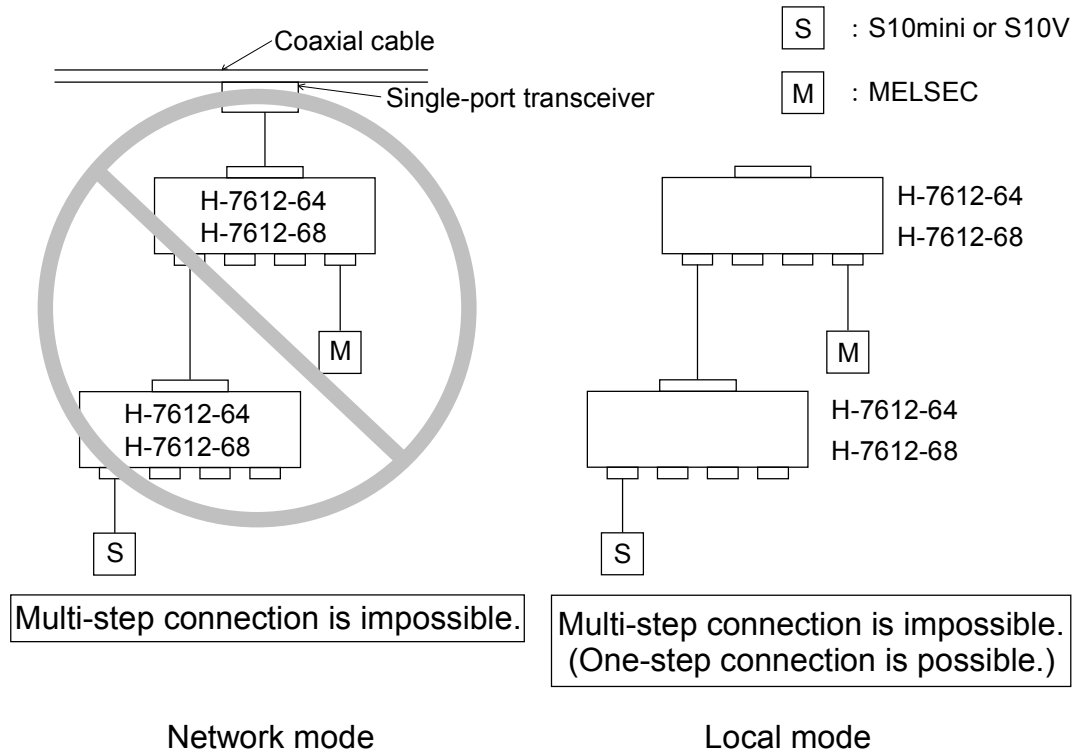 Coaxial cable
Single-port transceiver
S : S10mini or S10V
M : MELSEC
H-7612-64
H-7612-68
M
H-7612-64
H-7612-68
S
Multi-step connection is impossible.
Network mode
H-7612-64
H-7612-68
M
H-7612-64
H-7612-68
S
Multi-step connection is impossible.
(One-step connection is possible.)
Local mode